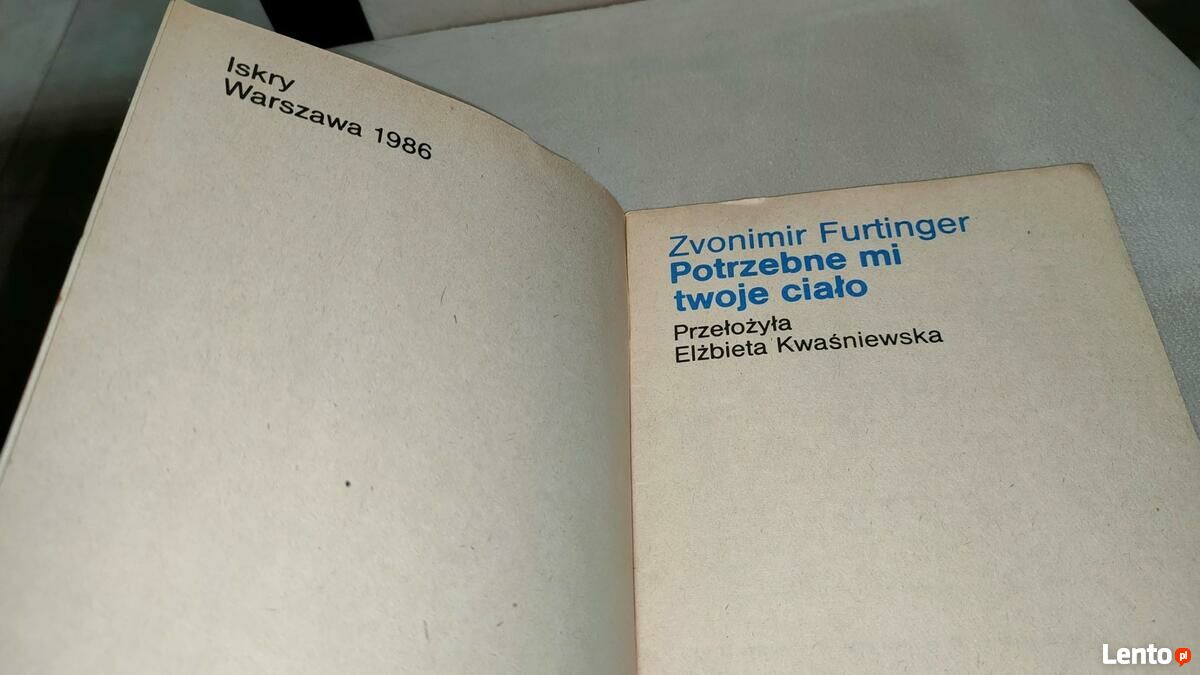 Iskry
Warszawa 1986
Zvonimir Furtinger
Potrzebne mi
twoje ciało
Przełożyła
Elżbieta Kwaśniewska
Lento.pl